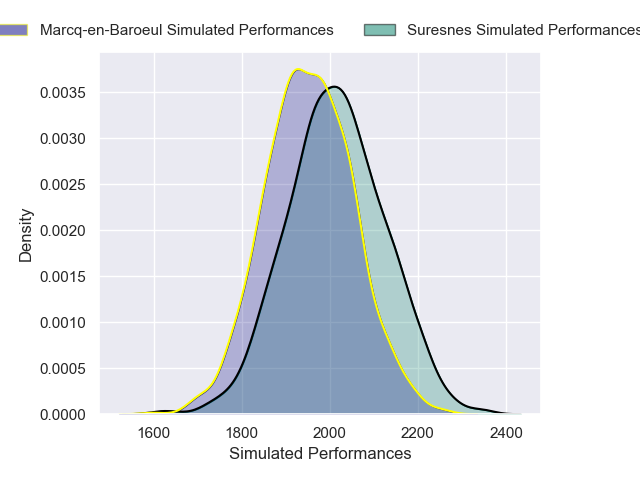 Marcq-en-Baroeul Simulated Performances
Suresnes Simulated Performances
0.0035
0.0030
0.0025
0.0020
0.0015
0.0010
0.0005
0.0000
Density
1600 1800 2000 2200 2400
Simulated Performances